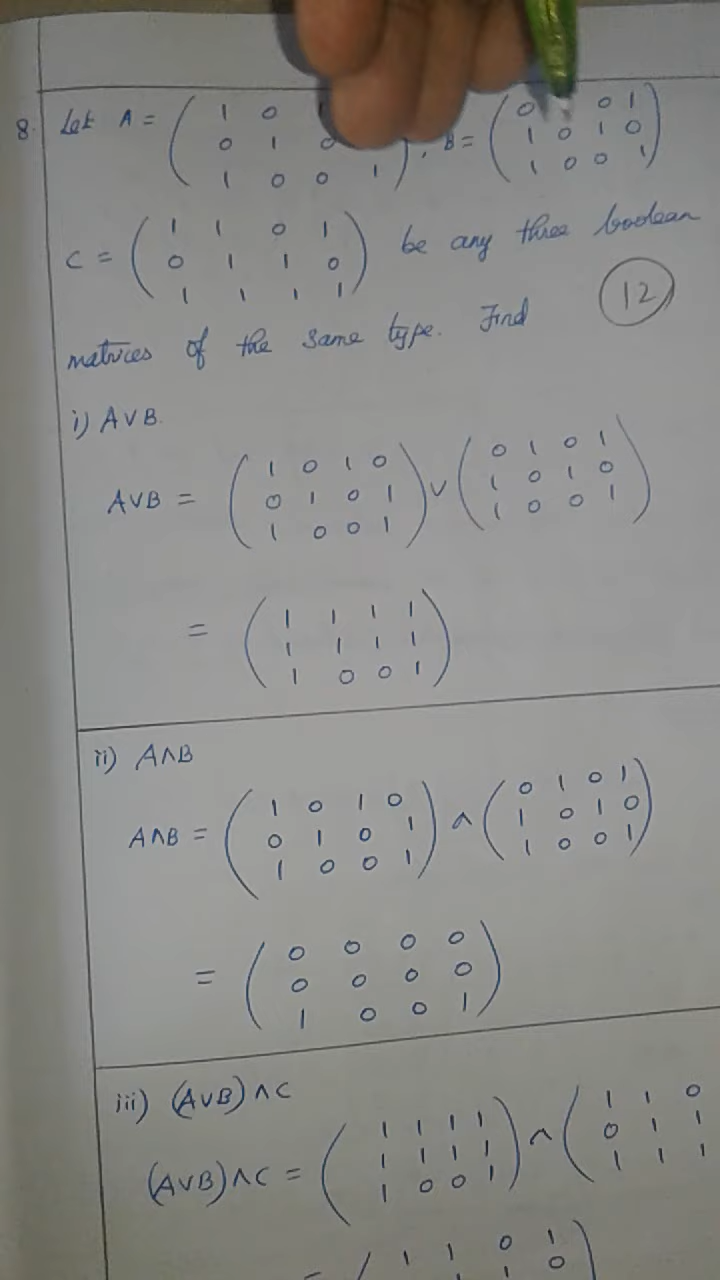 8. Let A = ( 1 0
0 1 0
1 0 0 1 ), B = ( 0 0 1
1 0 1 0
1 0 0 1 )
C = ( 1 1 0 1
0 1 1 0
1 1 1 1 ) be any three boolean
matrices of the same type. Find
12
i) A∨B.
A∨B = ( 1 0 1 0
0 1 0 1
1 0 0 1 ) ∨ ( 0 1 0 1
1 0 1 0
1 0 0 1 )
= ( 1 1 1 1
1 1 1 1
1 0 0 1 )
ii) A∧B
A∧B = ( 1 0 1 0
0 1 0 1
1 0 0 1 ) ∧ ( 0 1 0 1
1 0 1 0
1 0 0 1 )
= ( 0 0 0 0
0 0 0 0
1 0 0 1 )
iii) (A∨B)∧C
(A∨B)∧C = ( 1 1 1 1
1 1 1 1
1 0 0 1 ) ∧ ( 1 1 0
0 1 1
1 1 1
= ( 1 1 0 1
1 0 )